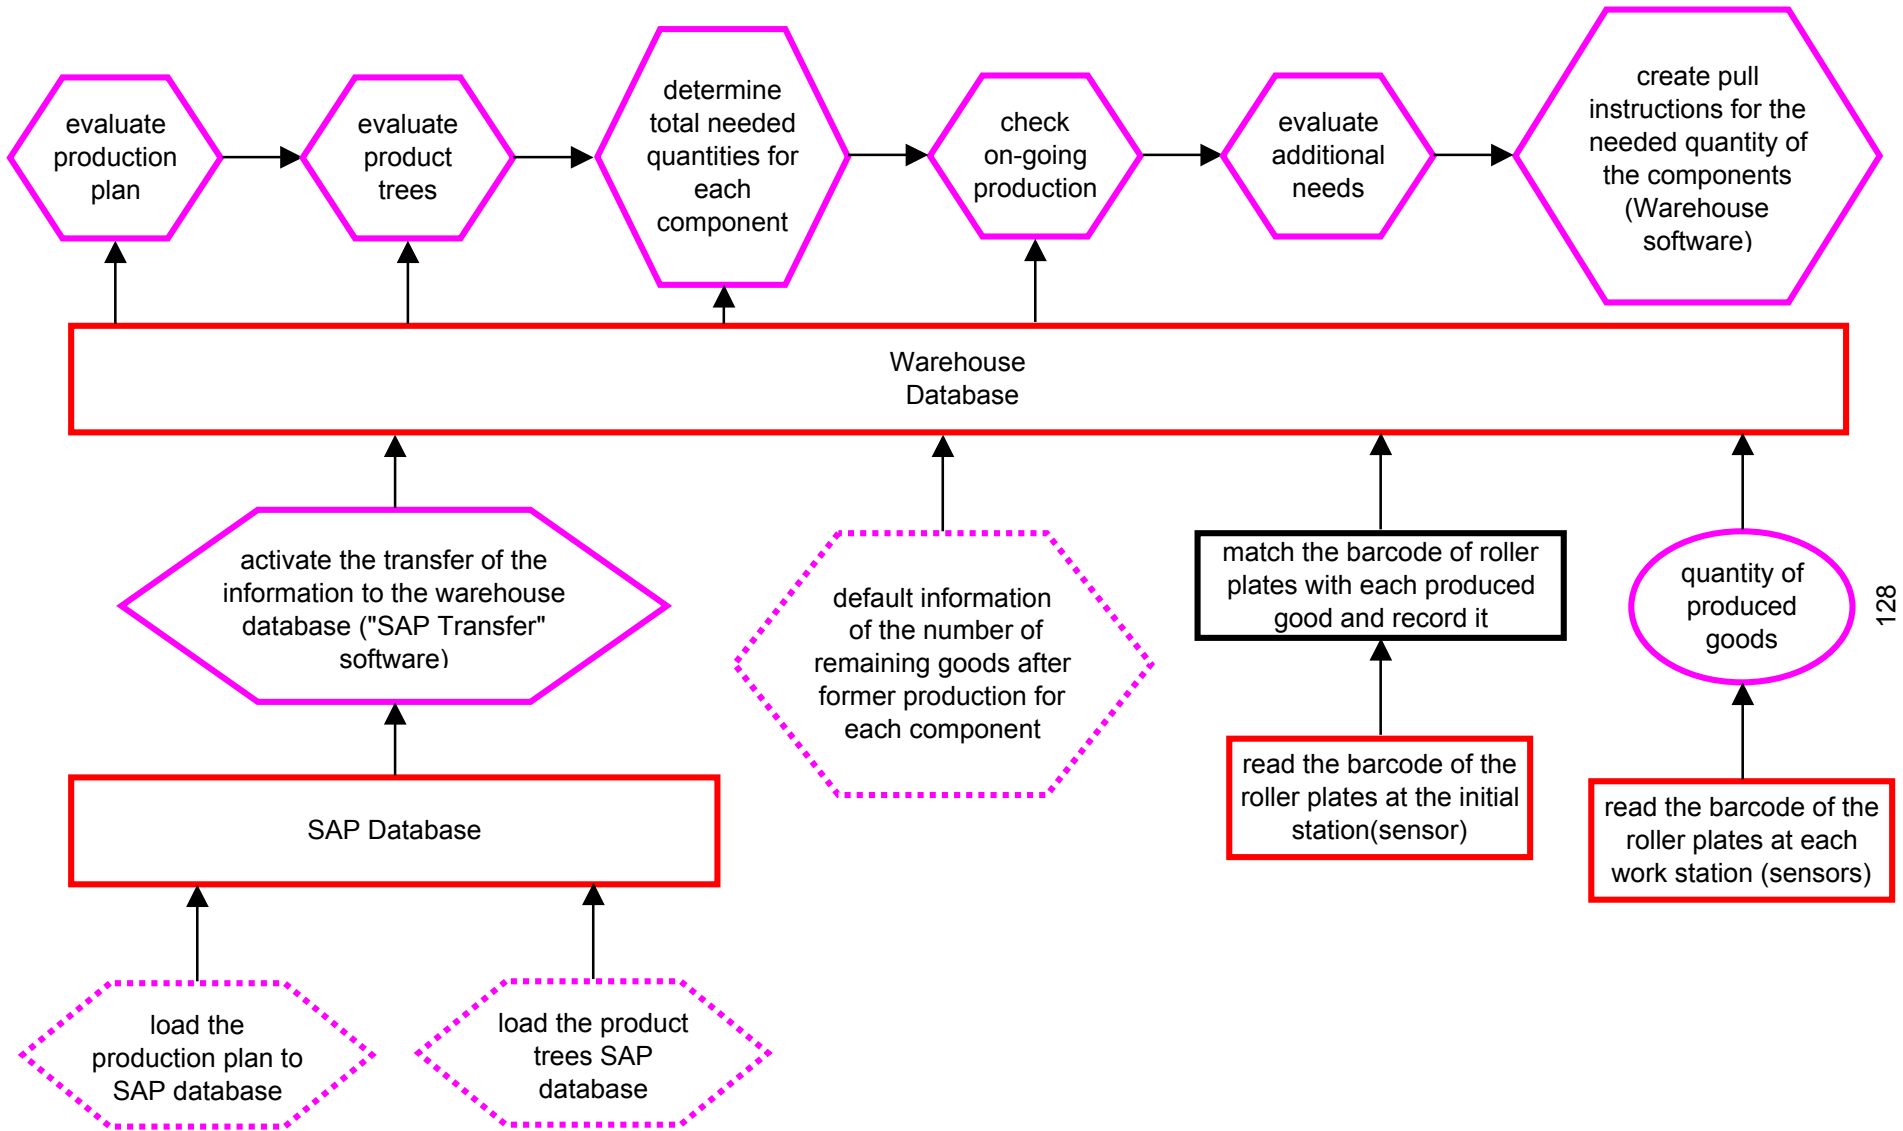 evaluate
production
plan
evaluate
product
trees
determine
total needed
quantities for
each
component
check
on-going
production
evaluate
additional
needs
create pull
instructions for the
needed quantity of
the components
(Warehouse
software)
Warehouse
Database
activate the transfer of the
information to the warehouse
database ("SAP Transfer"
software)
default information
of the number of
remaining goods after
former production for
each component
match the barcode of roller
plates with each produced
good and record it
quantity of
produced
goods
128
SAP Database
read the barcode of the
roller plates at the initial
station(sensor)
read the barcode of the
roller plates at each
work station (sensors)
load the
production plan to
SAP database
load the product
trees SAP
database